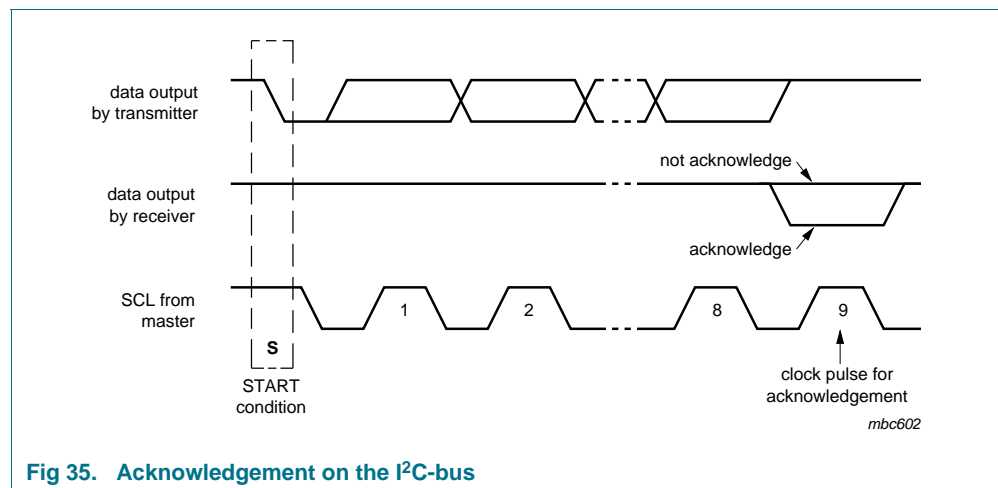 data output
by transmitter
not acknowledge
data output
by receiver
acknowledge
SCL from
master
1
2
8
9
S
START
condition
clock pulse for
acknowledgement
mbc602
Fig 35. Acknowledgement on the I²C-bus